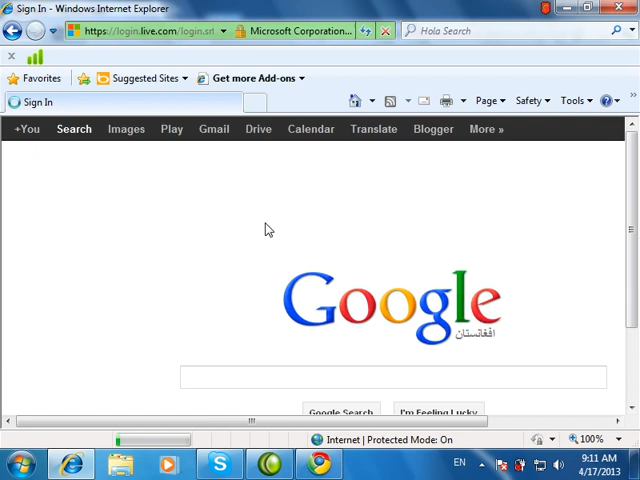 Sign In - Windows Internet Explorer
https://login.live.com/login.srf
Microsoft Corporation...
Hola Search
Favorites
Suggested Sites
Get more Add-ons
Sign In
Page
Safety
Tools
+You Search Images Play Gmail Drive Calendar Translate Blogger More »
Google
افغانستان
Google Search
I'm Feeling Lucky
Internet | Protected Mode: On
100%
EN
9:11 AM
4/17/2013